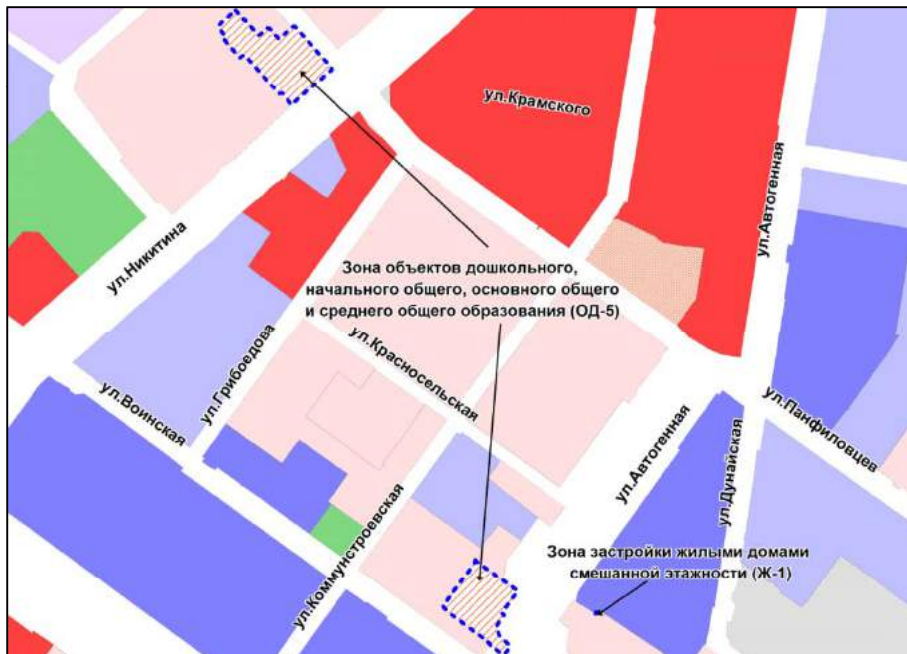 ул.Крамского
ул.Автогенная
ул.Никитина
Зона объектов дошкольного,
начального общего, основного общего
и среднего общего образования (ОД-5)
ул.Грибоедова
ул.Красносельская
ул.Воинская
ул.Автогенная
ул.Панфиловцев
ул.Дунайская
ул.Коммунстроевская
Зона застройки жилыми домами
смешанной этажности (Ж-1)